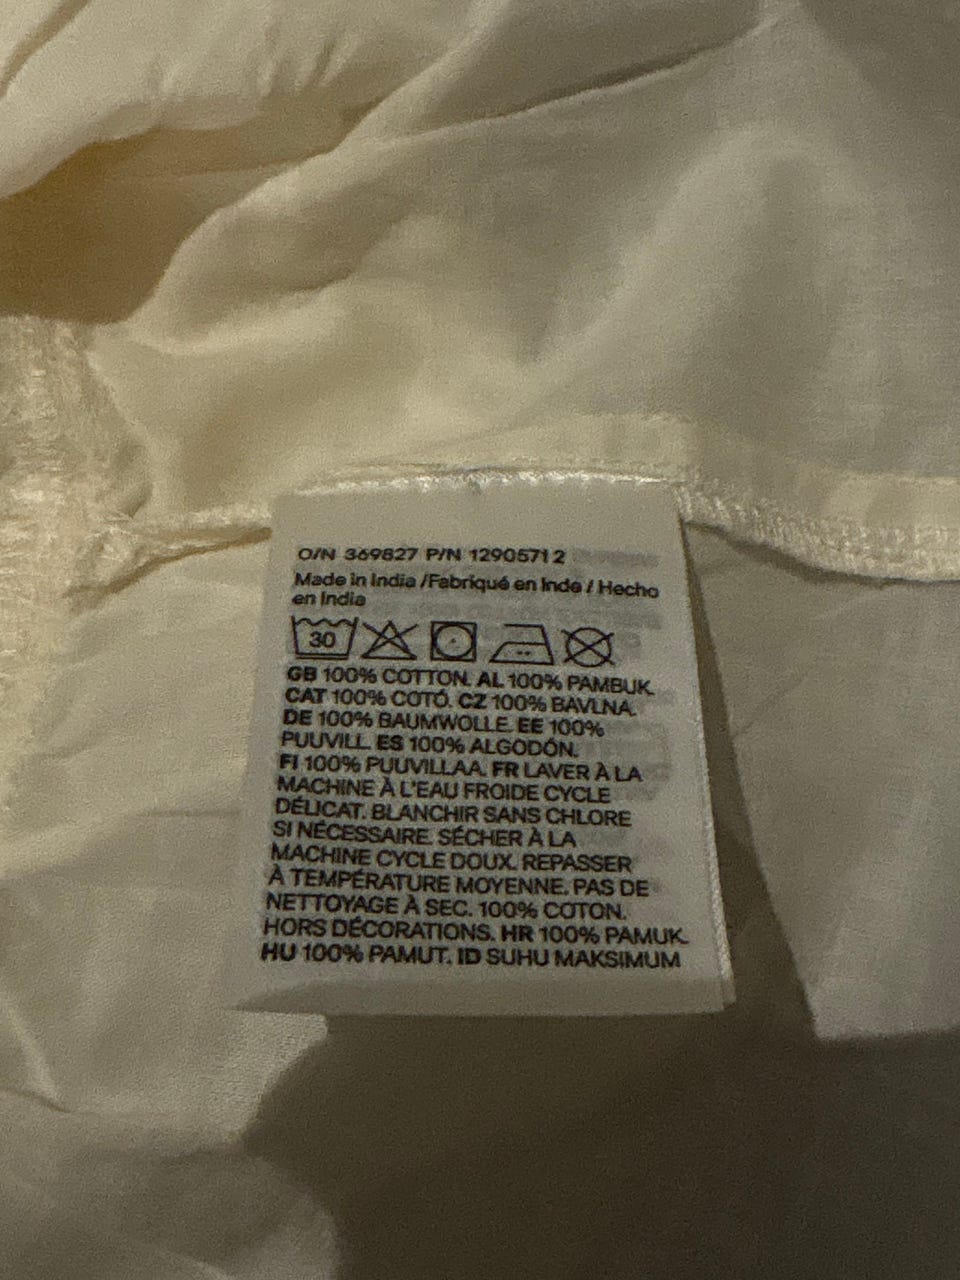 O/N 369827 P/N 12905712
Made in India /Fabriqué en Inde / Hecho
en India
30
GB 100% COTTON. AL 100% PAMBUK.
CAT 100% COTÓ. CZ 100% BAVLNA.
DE 100% BAUMWOLLE. EE 100%
PUUVILL. ES 100% ALGODÓN.
FI 100% PUUVILLAA. FR LAVER À LA
MACHINE À L'EAU FROIDE CYCLE
DÉLICAT. BLANCHIR SANS CHLORE
SI NÉCESSAIRE. SÉCHER À LA
MACHINE CYCLE DOUX. REPASSER
À TEMPÉRATURE MOYENNE. PAS DE
NETTOYAGE À SEC. 100% COTON.
HORS DÉCORATIONS. HR 100% PAMUK.
HU 100% PAMUT. ID SUHU MAKSIMUM